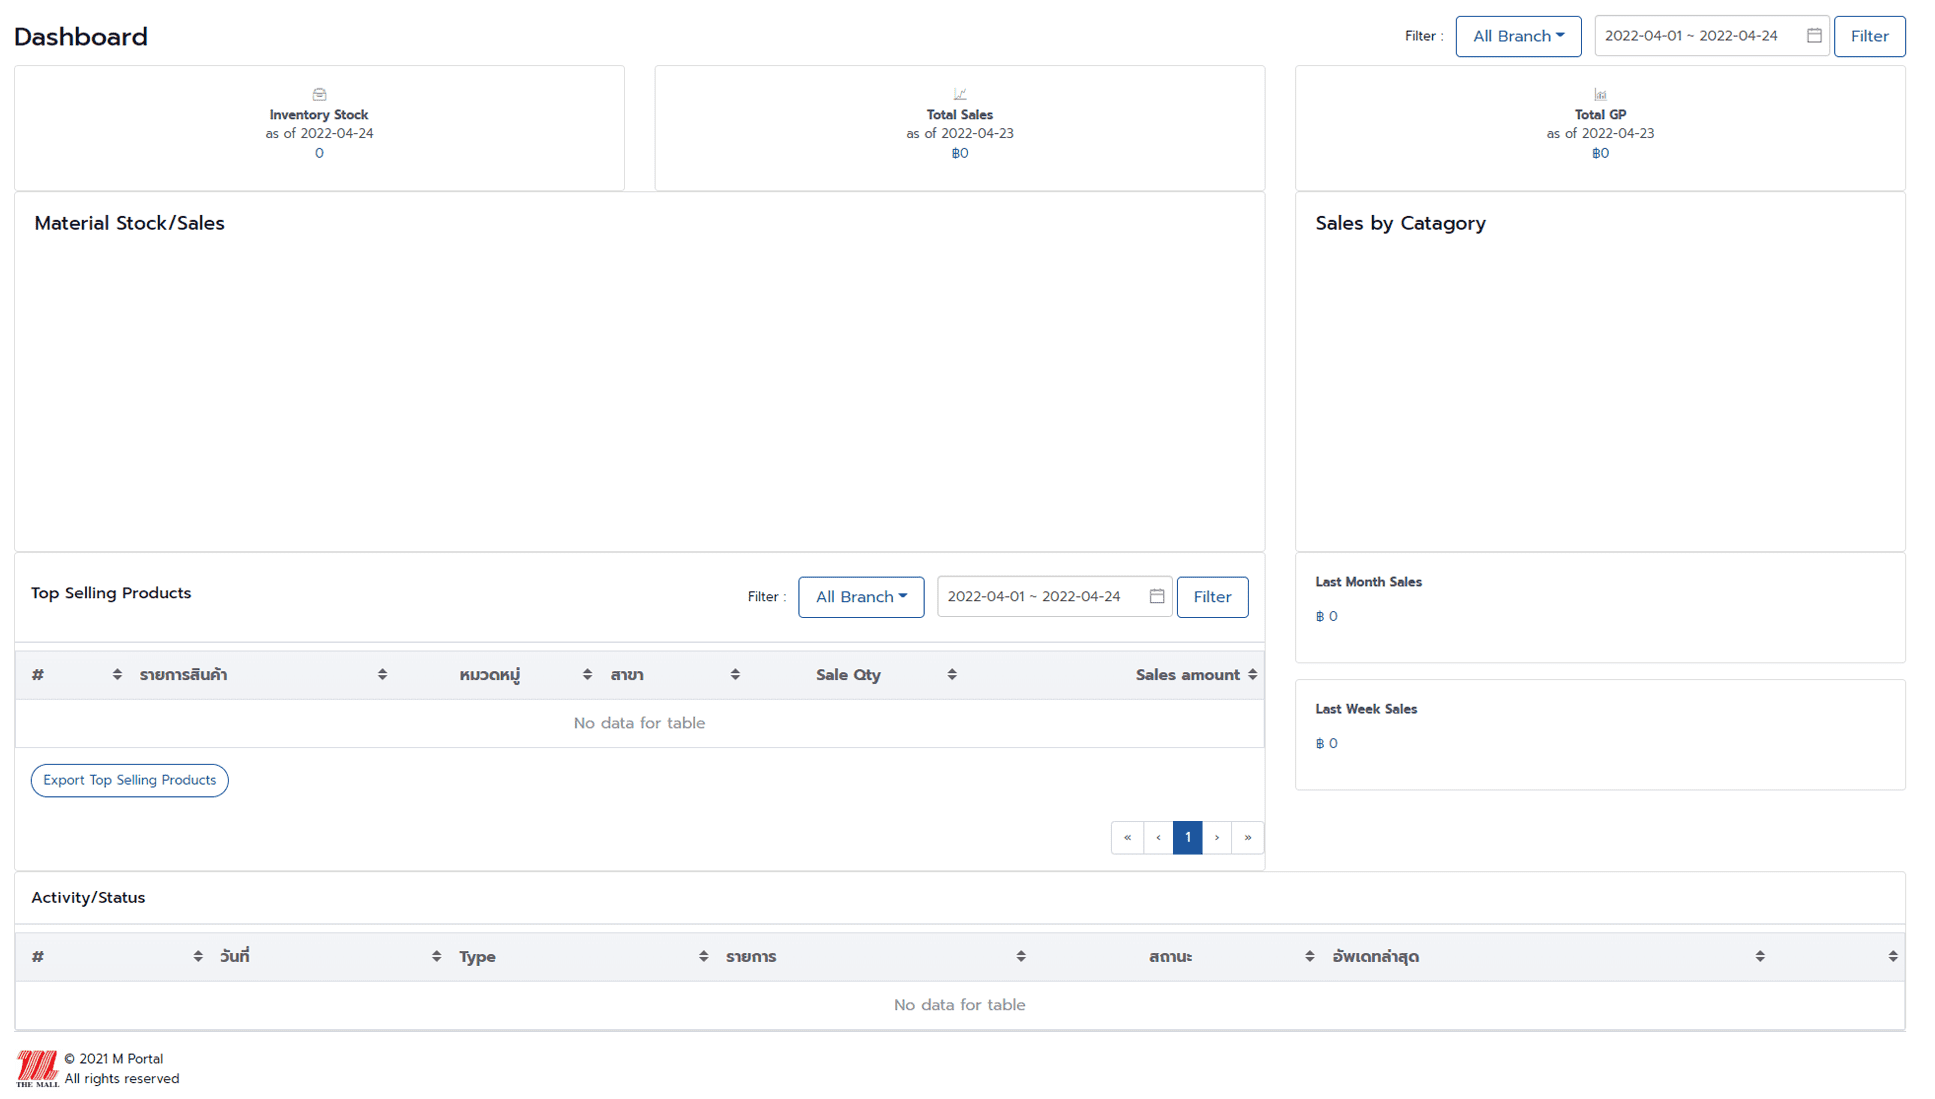 Dashboard
Filter :
All Branch
2022-04-01 ~ 2022-04-24
Filter
Inventory Stock
as of 2022-04-24
0
Total Sales
as of 2022-04-23
฿0
Total GP
as of 2022-04-23
฿0
Material Stock/Sales
Sales by Catagory
Top Selling Products
Filter :
All Branch
2022-04-01 ~ 2022-04-24
Filter
# รายการสินค้า หมวดหมู่ สาขา Sale Qty Sales amount
No data for table
Export Top Selling Products
« ‹ 1 › »
Last Month Sales
฿ 0
Last Week Sales
฿ 0
Activity/Status
# วันที่ Type รายการ สถานะ อัพเดทล่าสุด
No data for table
THE MALL
© 2021 M Portal
All rights reserved